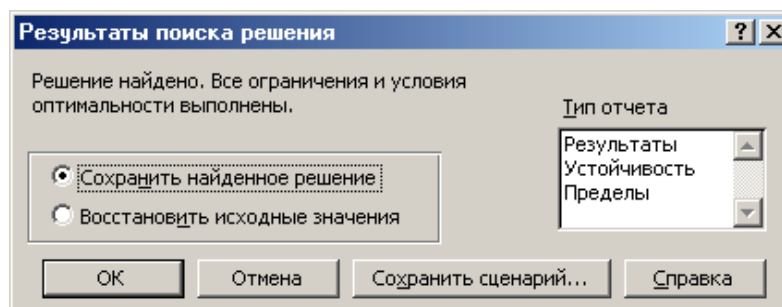 Результаты поиска решения
Решение найдено. Все ограничения и условия
оптимальности выполнены.
Тип отчета
Результаты
Устойчивость
Пределы
Сохранить найденное решение
Восстановить исходные значения
ОК Отмена Сохранить сценарий... Справка